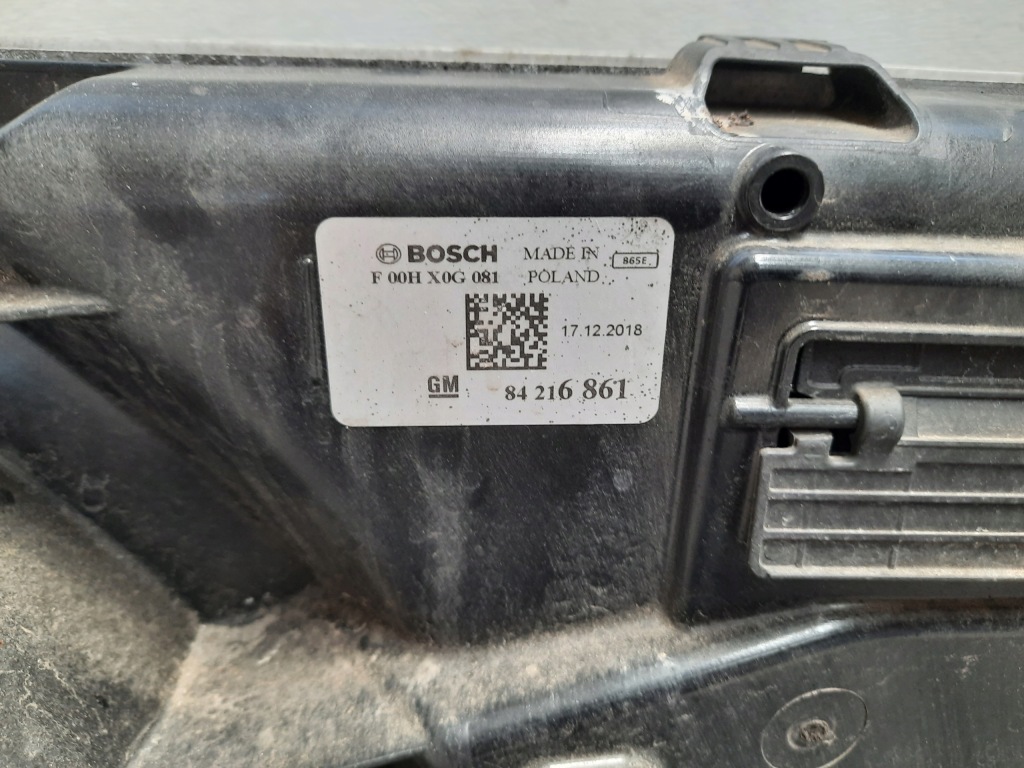 BOSCH MADE IN 865E
F 00H X0G 081 POLAND
17.12.2018
GM 84 216 861